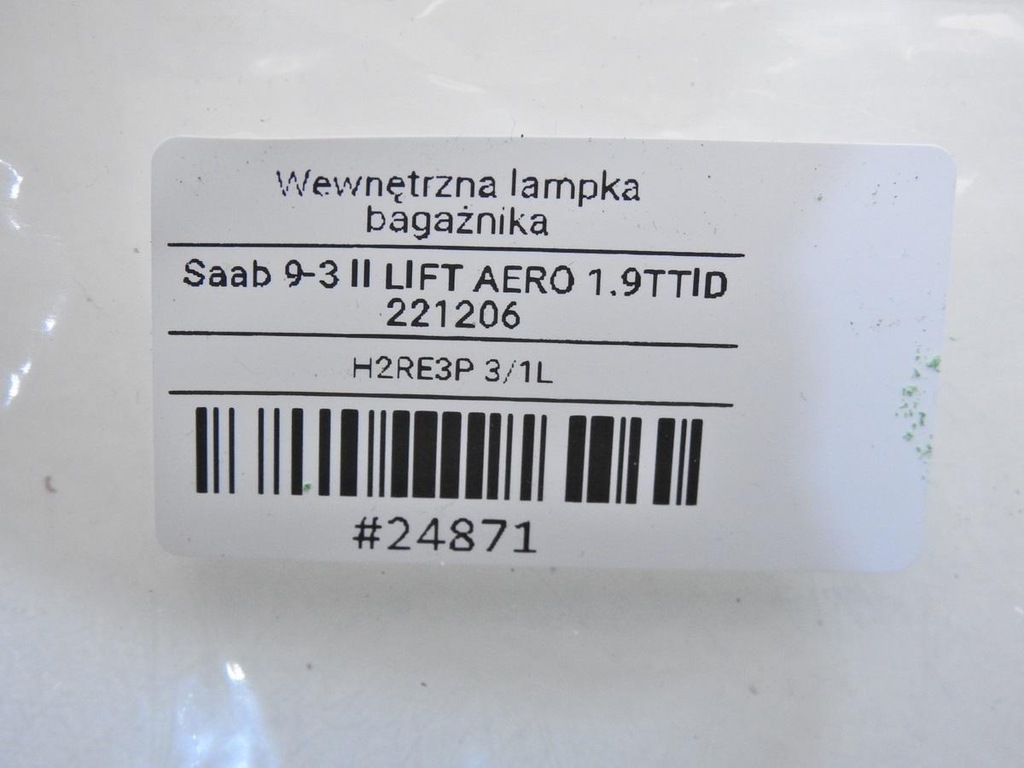 Wewnętrzna lampka
bagażnika
Saab 9-3 II LIFT AERO 1.9TTID
221206
H2RE3P 3/1L
#24871